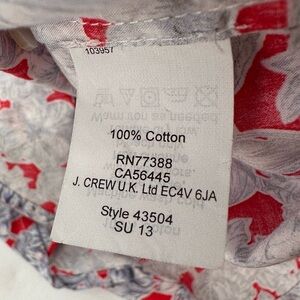 103957
100% Cotton
RN77388
CA56445
J. CREW U.K. Ltd EC4V 6JA
Style 43504
SU 13